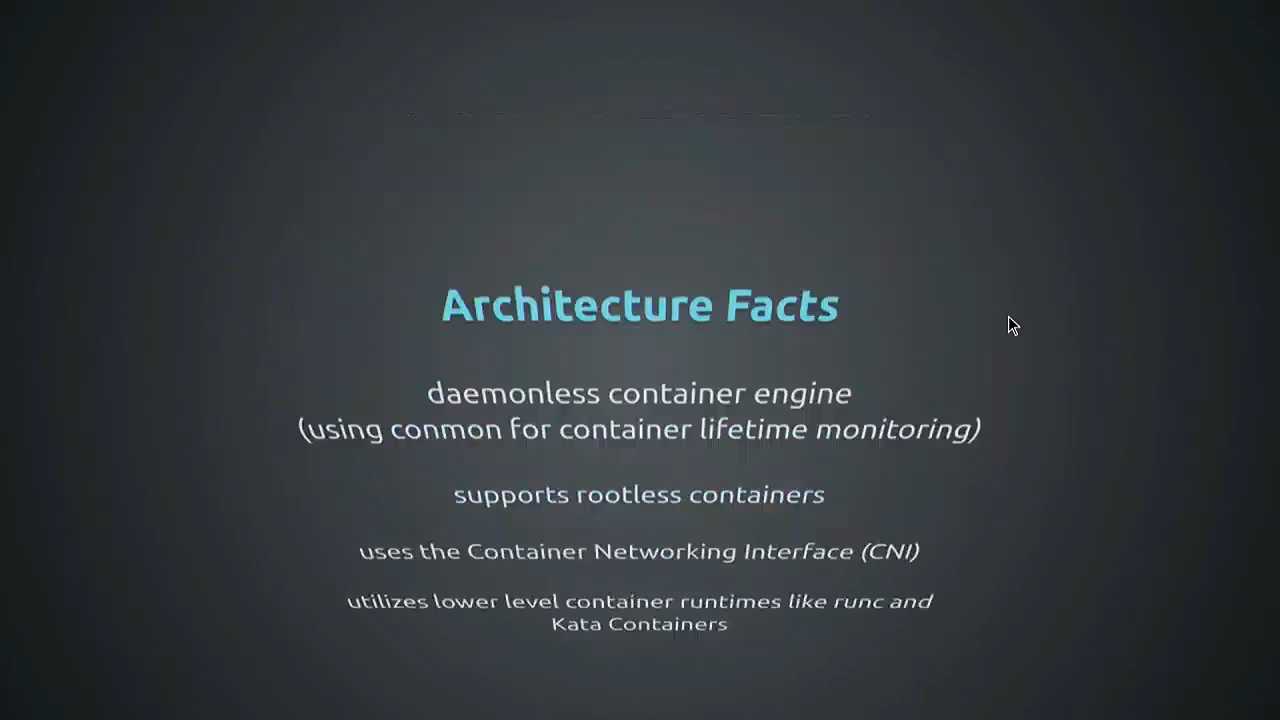 Architecture Facts
daemonless container engine
(using conmon for container lifetime monitoring)
supports rootless containers
uses the Container Networking Interface (CNI)
utilizes lower level container runtimes like runc and
Kata Containers